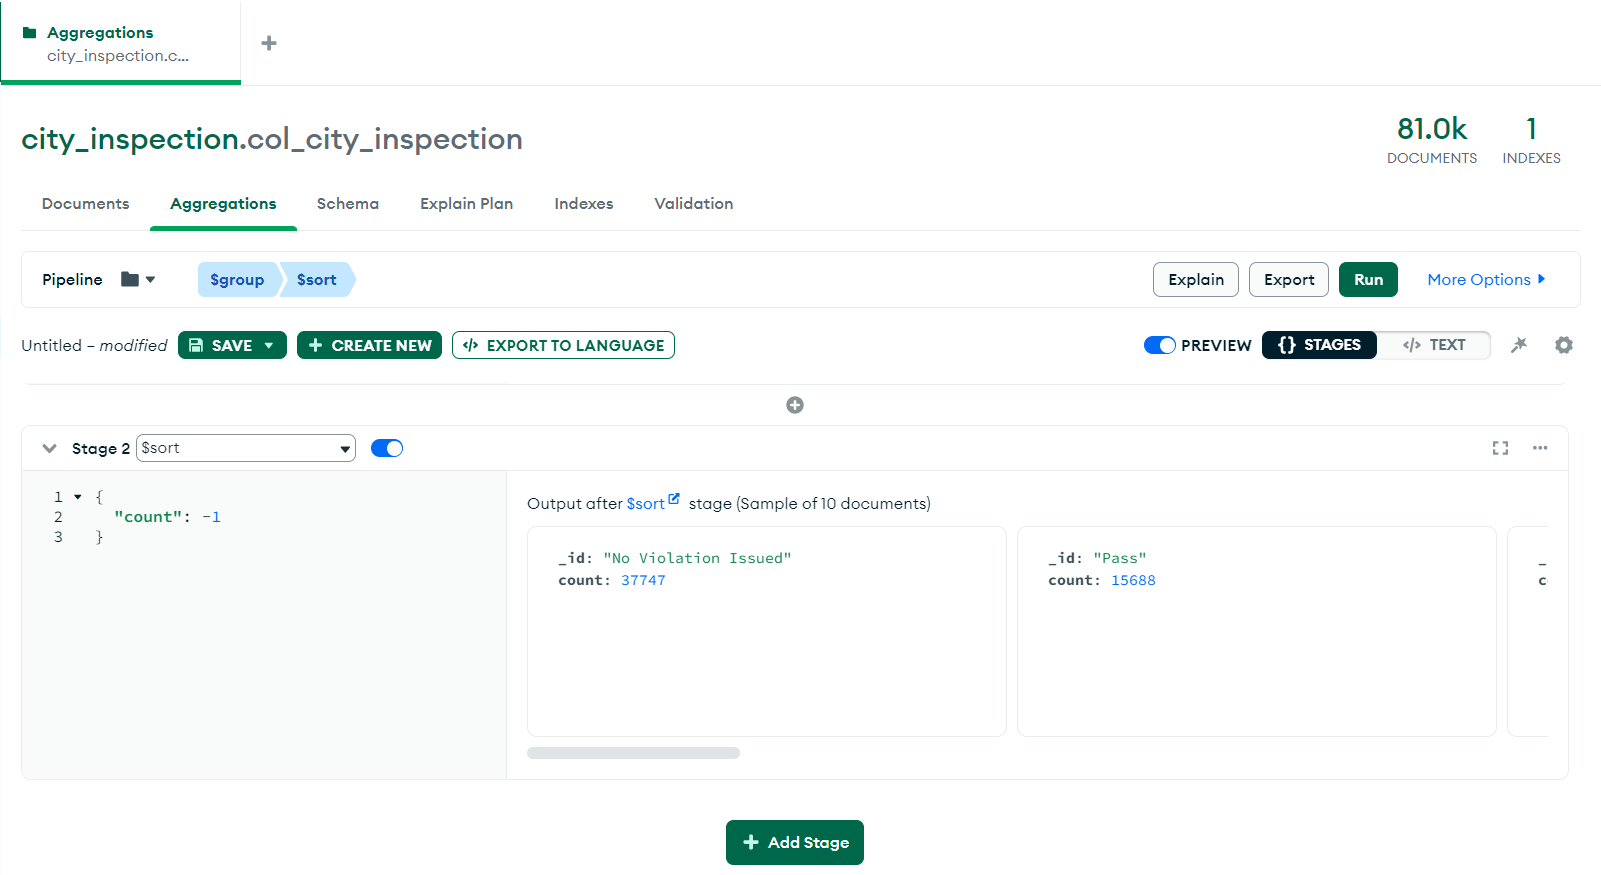 Aggregations
city_inspection.c...
city_inspection.col_city_inspection
81.0k
DOCUMENTS
1
INDEXES
Documents
Aggregations
Schema
Explain Plan
Indexes
Validation
Pipeline
$group
$sort
Explain
Export
Run
More Options
Untitled – modified
SAVE
CREATE NEW
</> EXPORT TO LANGUAGE
PREVIEW
{} STAGES
</> TEXT
Stage 2
$sort
1 {
2 "count": -1
3 }
Output after $sort stage (Sample of 10 documents)
_id: "No Violation Issued"
count: 37747
_id: "Pass"
count: 15688
_
c
Add Stage